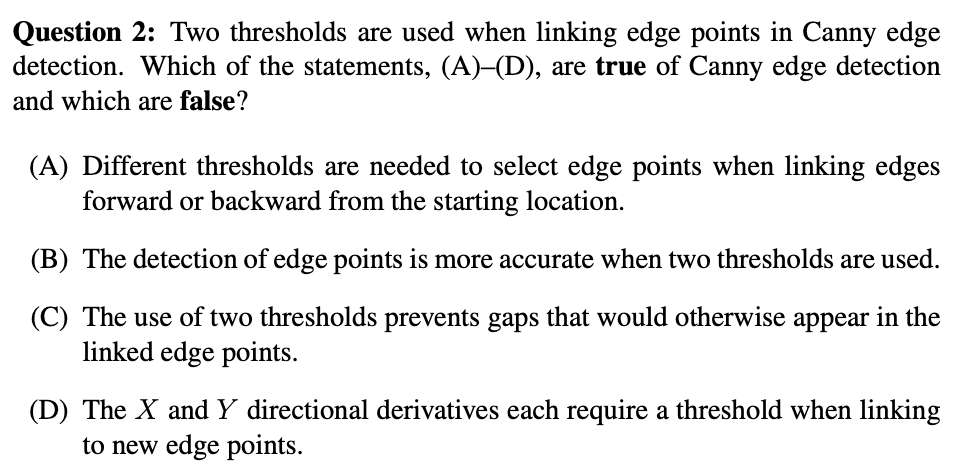 Question 2: Two thresholds are used when linking edge points in Canny edge
detection. Which of the statements, (A)–(D), are true of Canny edge detection
and which are false?
(A) Different thresholds are needed to select edge points when linking edges
forward or backward from the starting location.
(B) The detection of edge points is more accurate when two thresholds are used.
(C) The use of two thresholds prevents gaps that would otherwise appear in the
linked edge points.
(D) The X and Y directional derivatives each require a threshold when linking
to new edge points.